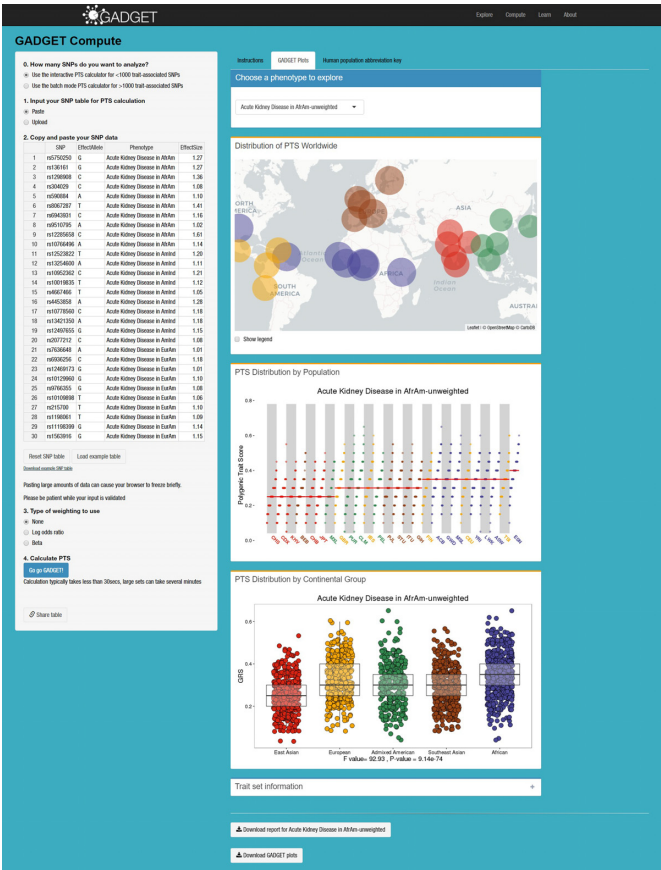 GADGET
Explore Compute Learn About
GADGET Compute
0. How many SNPs do you want to analyze?
Use the interactive PTS calculator for <1000 trait-associated SNPs
Use the batch mode PTS calculator for >1000 trait-associated SNPs
1. Input your SNP table for PTS calculation
Paste
Upload
2. Copy and paste your SNP data
SNP EffectAllele Phenotype EffectSize
1 rs5750250 G Acute Kidney Disease in AfrAm 1.27
2 rs136161 G Acute Kidney Disease in AfrAm 1.27
3 rs1298908 C Acute Kidney Disease in AfrAm 1.36
4 rs304029 C Acute Kidney Disease in AfrAm 1.08
5 rs590884 A Acute Kidney Disease in AfrAm 1.10
6 rs8067287 T Acute Kidney Disease in AfrAm 1.41
7 rs6943931 C Acute Kidney Disease in AfrAm 1.16
8 rs9510795 A Acute Kidney Disease in AfrAm 1.02
9 rs12285658 C Acute Kidney Disease in AfrAm 1.61
10 rs10766496 A Acute Kidney Disease in AfrAm 1.14
11 rs12523822 T Acute Kidney Disease in AmInd 1.20
12 rs13254600 A Acute Kidney Disease in AmInd 1.11
13 rs10952362 C Acute Kidney Disease in AmInd 1.21
14 rs10019835 T Acute Kidney Disease in AmInd 1.12
15 rs6667466 T Acute Kidney Disease in AmInd 1.05
16 rs4453858 A Acute Kidney Disease in AmInd 1.28
17 rs10778560 C Acute Kidney Disease in AmInd 1.18
18 rs13421350 A Acute Kidney Disease in AmInd 1.18
19 rs12497655 G Acute Kidney Disease in AmInd 1.15
20 rs2077212 C Acute Kidney Disease in AmInd 1.08
21 rs7636648 A Acute Kidney Disease in EurAm 1.01
22 rs6936256 C Acute Kidney Disease in EurAm 1.18
23 rs12469173 G Acute Kidney Disease in EurAm 1.01
24 rs10129960 G Acute Kidney Disease in EurAm 1.10
25 rs9766355 G Acute Kidney Disease in EurAm 1.08
26 rs10109898 T Acute Kidney Disease in EurAm 1.06
27 rs215700 T Acute Kidney Disease in EurAm 1.10
28 rs1198061 T Acute Kidney Disease in EurAm 1.09
29 rs11198399 G Acute Kidney Disease in EurAm 1.14
30 rs1563916 G Acute Kidney Disease in EurAm 1.15
Reset SNP table Load example table
Download example SNP table
Pasting large amounts of data can cause your browser to freeze briefly.
Please be patient while your input is validated
3. Type of weighting to use
None
Log odds ratio
Beta
4. Calculate PTS
Go go GADGET!
Calculation typically takes less than 30secs, large sets can take several minutes
Share table
Instructions GADGET Plots Human population abbreviation key
Choose a phenotype to explore
Acute Kidney Disease in AfrAm-unweighted
Distribution of PTS Worldwide
ASIA
Atlantic
Ocean
AFRICA
SOUTH
AMERICA
Indian
Ocean
AUSTRAL
Leaflet | © OpenStreetMap © CartoDB
Show legend
PTS Distribution by Population
Acute Kidney Disease in AfrAm-unweighted
Polygenic Trait Score
0.8
0.6
0.4
0.2
0.0
PTS Distribution by Continental Group
Acute Kidney Disease in AfrAm-unweighted
GRS
0.6
0.4
0.2
East Asian European Admixed American Southeast Asian African
F value= 92.93 , P-value = 9.14e-74
Trait set information +
Download report for Acute Kidney Disease in AfrAm-unweighted
Download GADGET plots